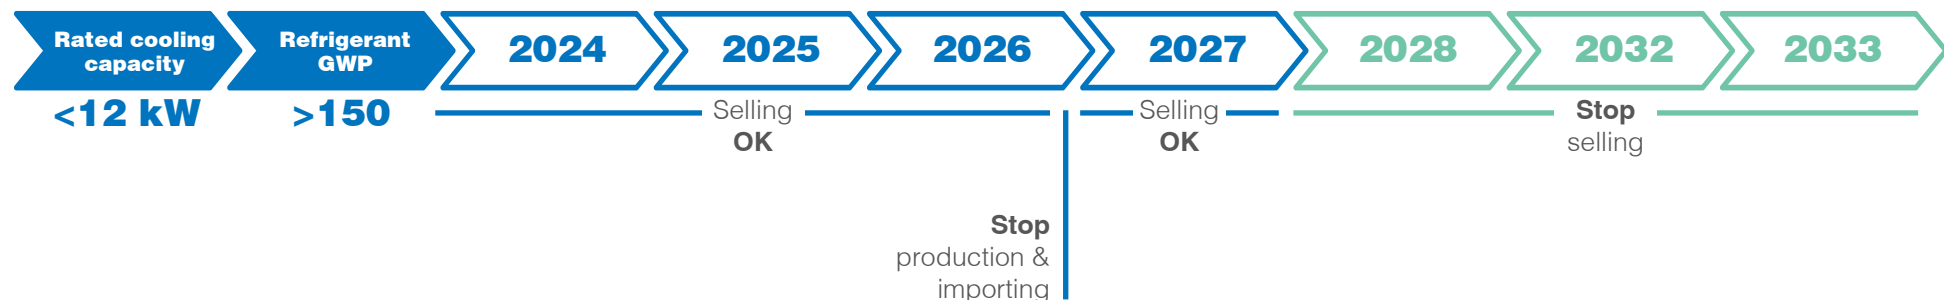 Rated cooling
capacity
Refrigerant
GWP
2024
2025
2026
2027
2028
2032
2033
<12 kW
>150
Selling
OK
Selling
OK
Stop
selling
Stop
production &
importing